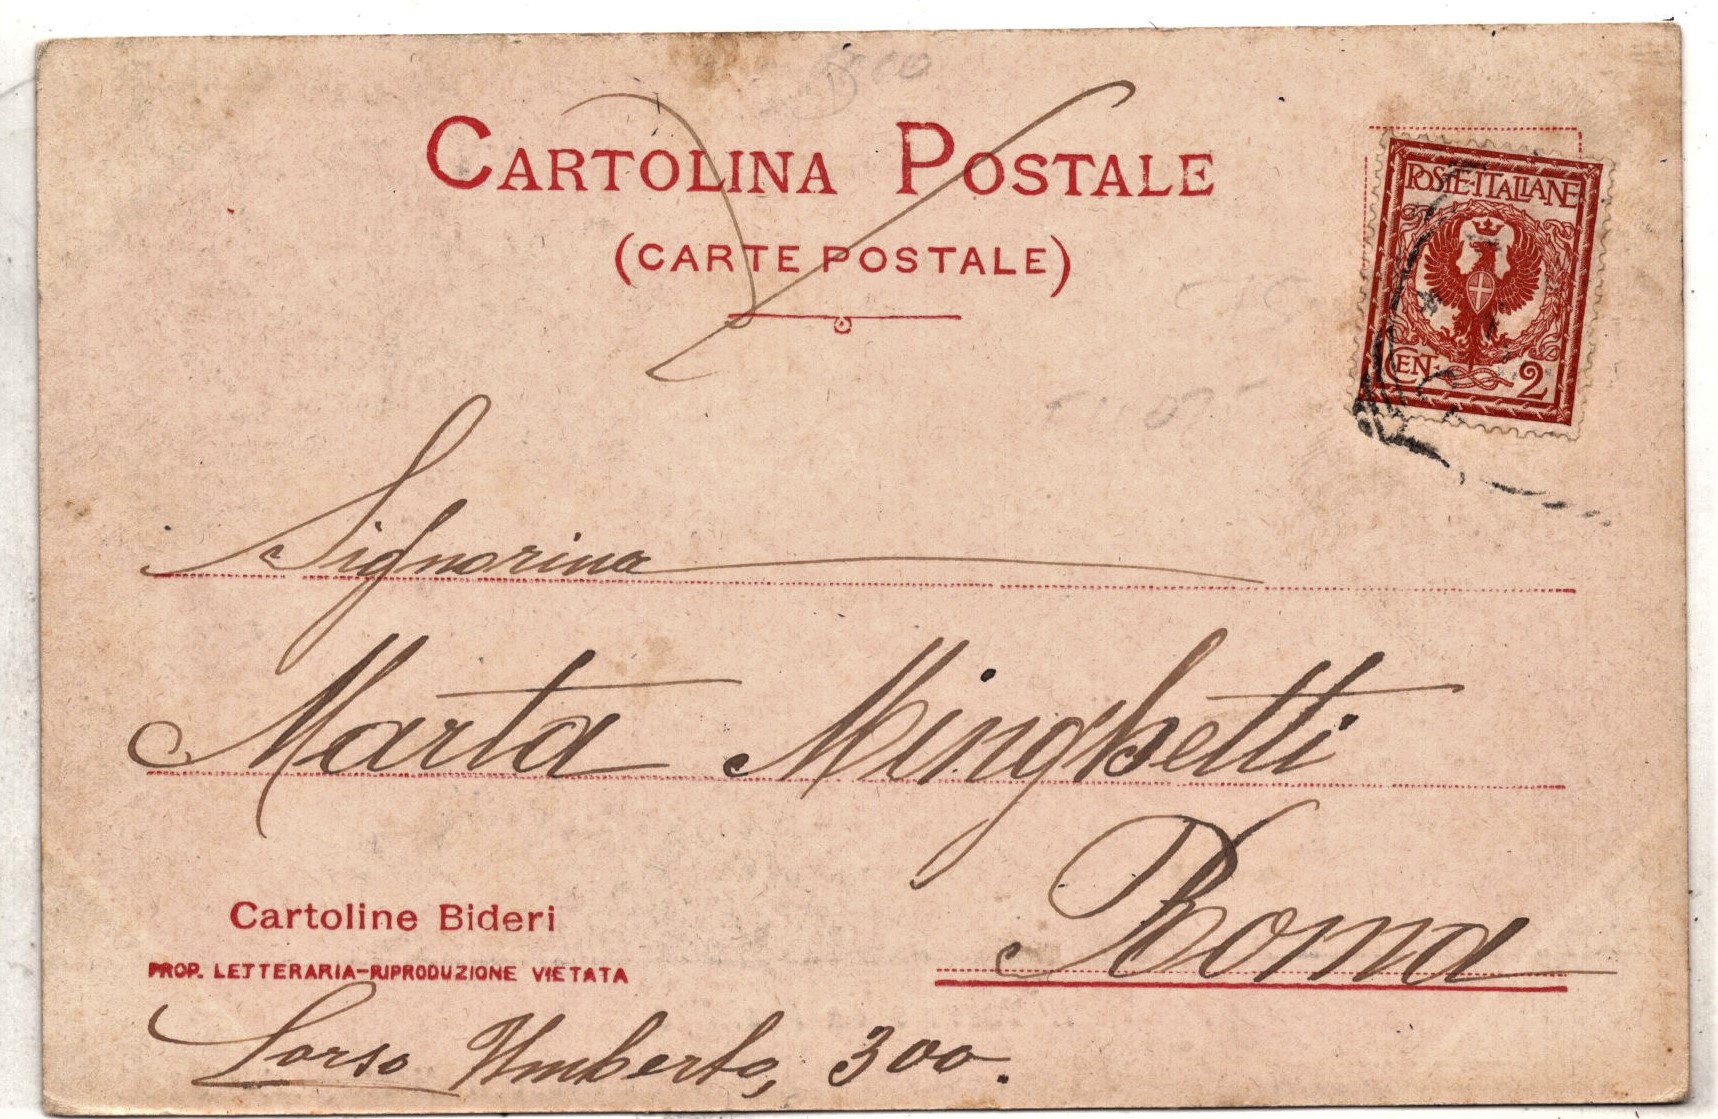 CARTOLINA POSTALE
(CARTE POSTALE)
POSTE·ITALIANE
CEN. 2
Signorina
Marta Minghetti
Roma
Cartoline Bideri
PROP. LETTERARIA-RIPRODUZIONE VIETATA
Corso Umberto, 300.